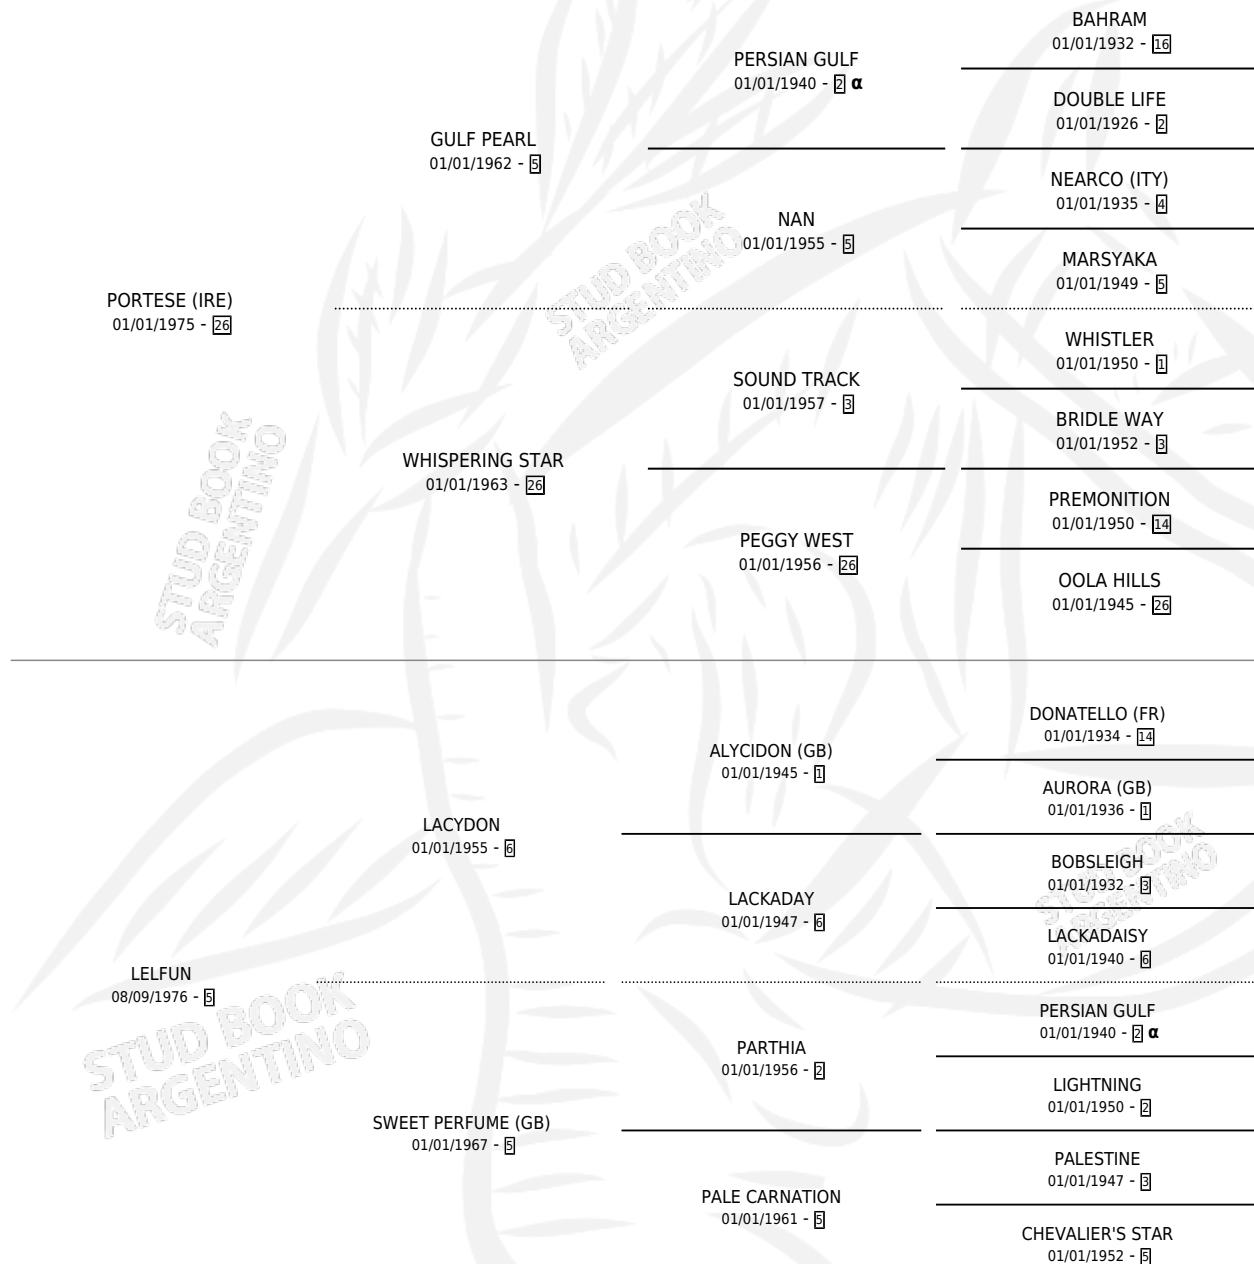 BAHRAM
01/01/1932 - 16
PERSIAN GULF
01/01/1940 - 2 α
DOUBLE LIFE
01/01/1926 - 2
GULF PEARL
01/01/1962 - 5
NEARCO (ITY)
01/01/1935 - 4
NAN
01/01/1955 - 5
MARSYAKA
01/01/1949 - 5
PORTESE (IRE)
01/01/1975 - 26
WHISTLER
01/01/1950 - 1
SOUND TRACK
01/01/1957 - 3
BRIDLE WAY
01/01/1952 - 3
WHISPERING STAR
01/01/1963 - 26
PREMONITION
01/01/1950 - 14
PEGGY WEST
01/01/1956 - 26
OOLA HILLS
01/01/1945 - 26
DONATELLO (FR)
01/01/1934 - 14
ALYCIDON (GB)
01/01/1945 - 1
AURORA (GB)
01/01/1936 - 1
LACYDON
01/01/1955 - 6
BOBSLEIGH
01/01/1932 - 3
LACKADAY
01/01/1947 - 6
LACKADAISY
01/01/1940 - 6
LELFUN
08/09/1976 - 5
PERSIAN GULF
01/01/1940 - 2 α
PARTHIA
01/01/1956 - 2
LIGHTNING
01/01/1950 - 2
SWEET PERFUME (GB)
01/01/1967 - 5
PALESTINE
01/01/1947 - 3
PALE CARNATION
01/01/1961 - 5
CHEVALIER'S STAR
01/01/1952 - 5
STUD BOOK
ARGENTINO
STUD BOOK
ARGENTINO
STUD BOOK
ARGENTINO
STUD BOOK
ARGENTINO